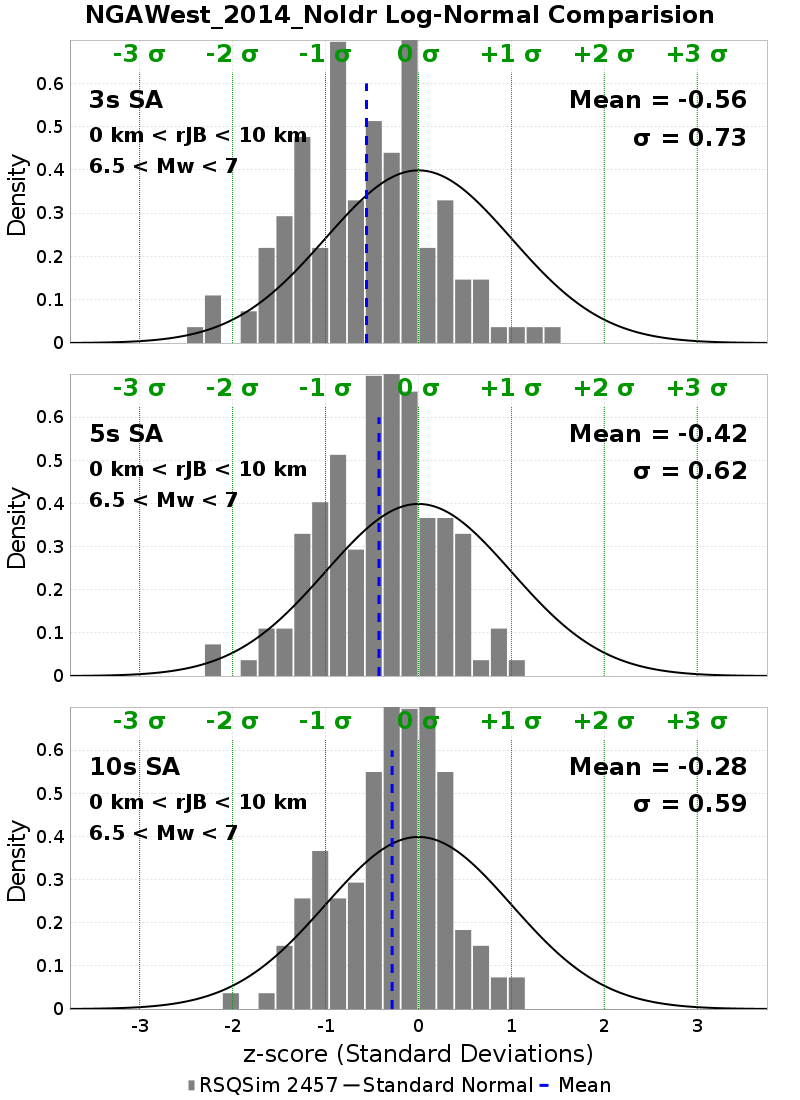 NGAWest_2014_NoIdr Log-Normal Comparision
-3 σ -2 σ -1 σ 0 σ +1 σ +2 σ +3 σ
3s SA
Mean = -0.56
0 km < rJB < 10 km
σ = 0.73
6.5 < Mw < 7
Density
0.6
0.5
0.4
0.3
0.2
0.1
0
-3 σ -2 σ -1 σ 0 σ +1 σ +2 σ +3 σ
5s SA
Mean = -0.42
0 km < rJB < 10 km
σ = 0.62
6.5 < Mw < 7
Density
0.6
0.5
0.4
0.3
0.2
0.1
0
-3 σ -2 σ -1 σ 0 σ +1 σ +2 σ +3 σ
10s SA
Mean = -0.28
0 km < rJB < 10 km
σ = 0.59
6.5 < Mw < 7
Density
0.6
0.5
0.4
0.3
0.2
0.1
0
-3 -2 -1 0 1 2 3
z-score (Standard Deviations)
RSQSim 2457 Standard Normal Mean